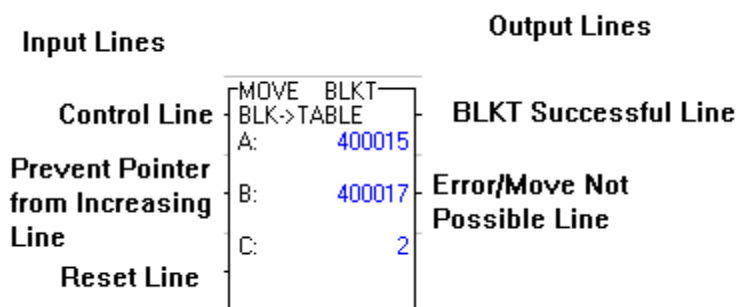 Input Lines
Output Lines
Control Line
MOVE BLKT
BLK->TABLE
BLKT Successful Line
A: 400015
Prevent Pointer
from Increasing
Line
B: 400017
Error/Move Not
Possible Line
C: 2
Reset Line